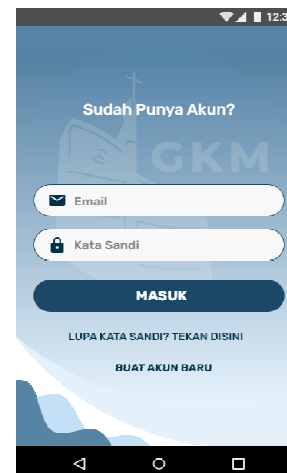 12:3
Sudah Punya Akun?
GKM
Email
Kata Sandi
MASUK
LUPA KATA SANDI? TEKAN DISINI
BUAT AKUN BARU